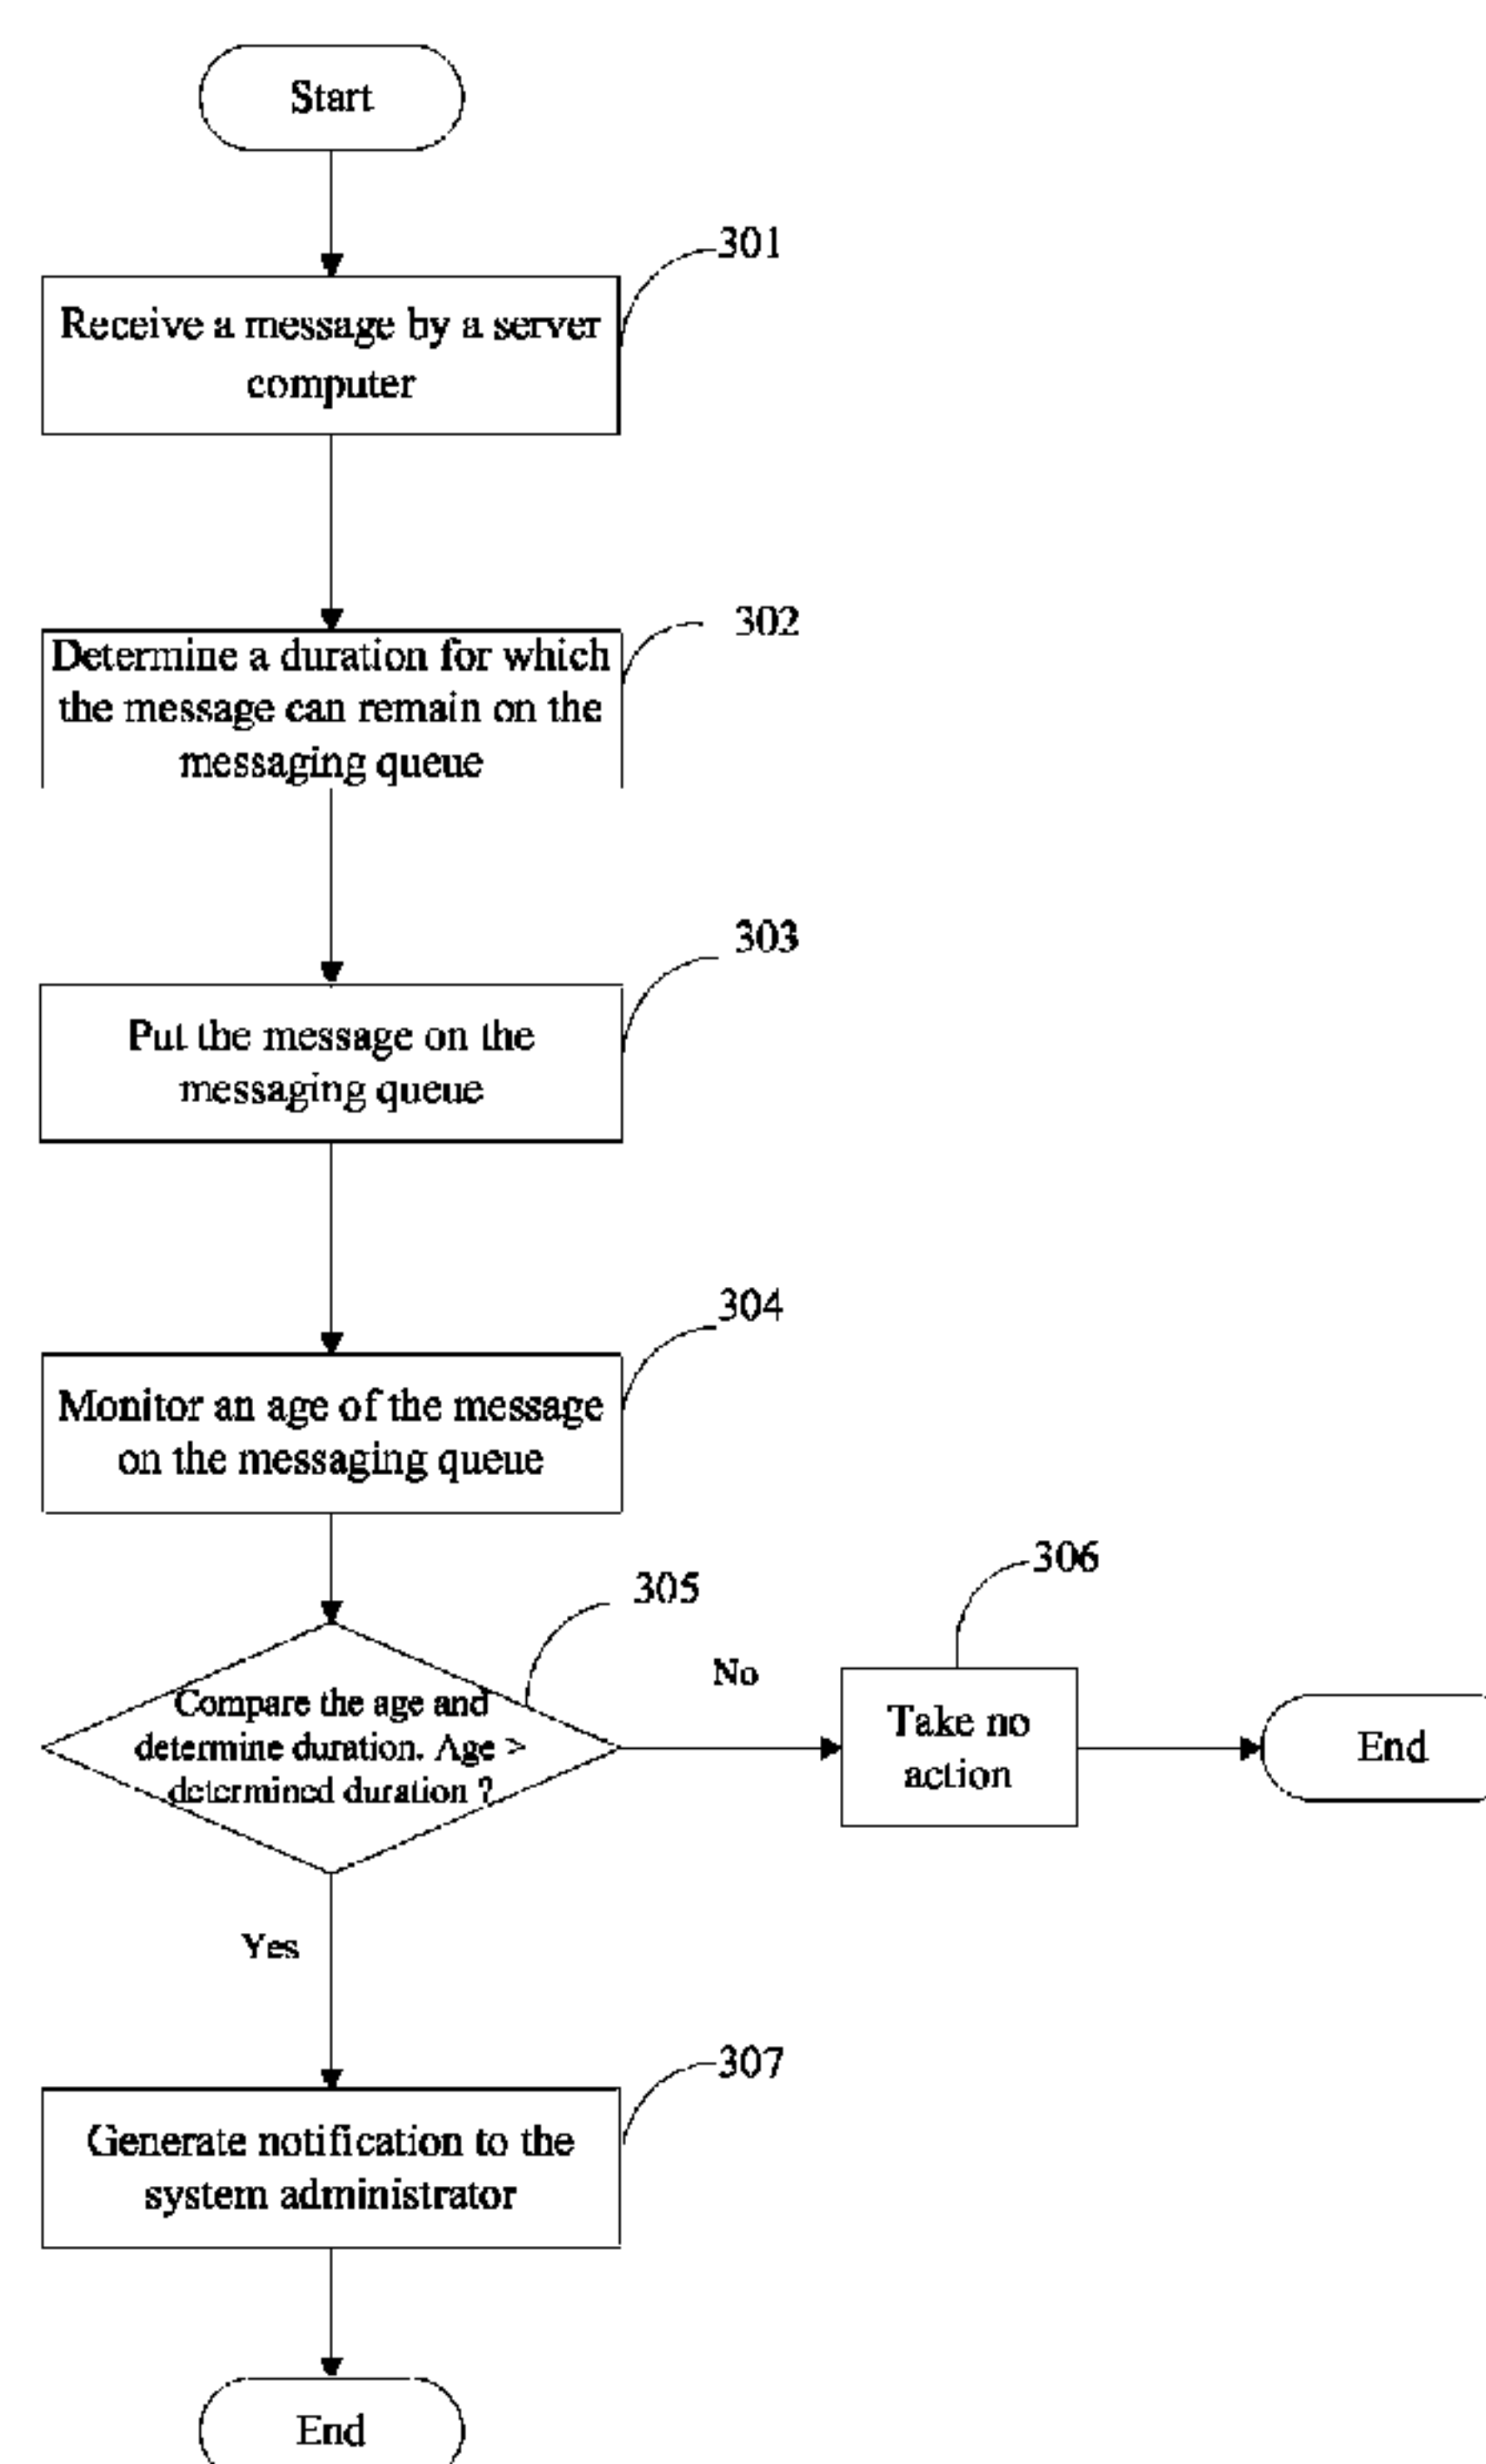 Start
301
Receive a message by a server
computer
302
Determine a duration for which
the message can remain on the
messaging queue
303
Put the message on the
messaging queue
304
Monitor an age of the message
on the messaging queue
305
Compare the age and
determine duration. Age >
determined duration ?
No
306
Take no
action
End
Yes
307
Generate notification to the
system administrator
End